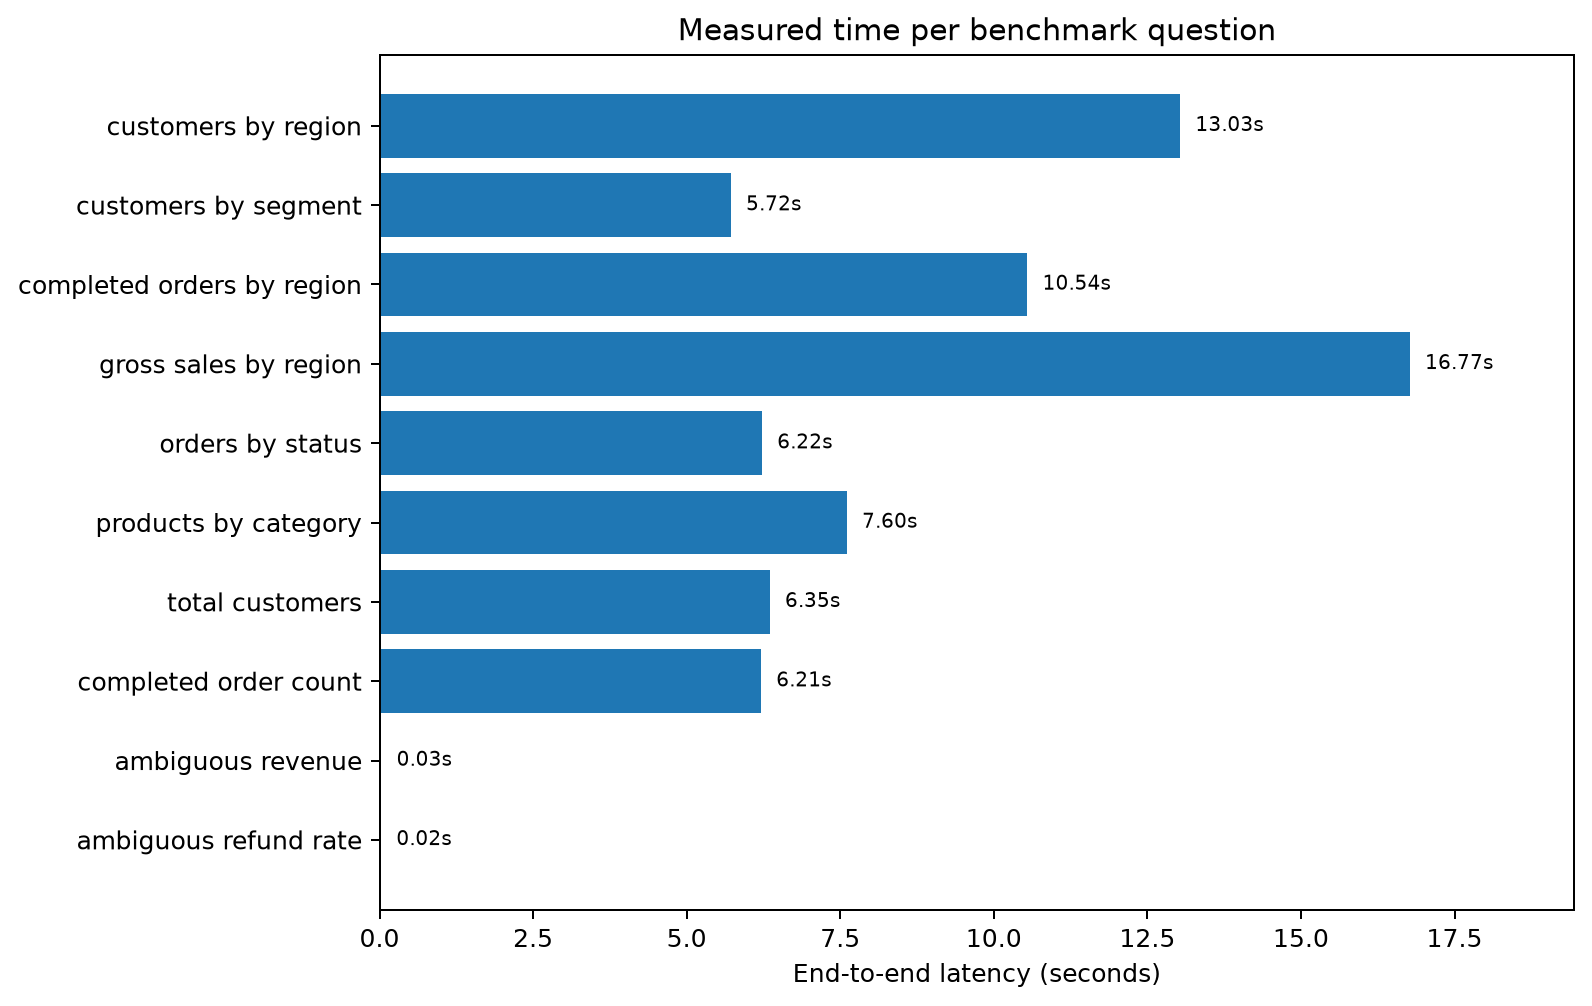 Measured time per benchmark question
customers by region
13.03s
customers by segment
5.72s
completed orders by region
10.54s
gross sales by region
16.77s
orders by status
6.22s
products by category
7.60s
total customers
6.35s
completed order count
6.21s
ambiguous revenue
0.03s
ambiguous refund rate
0.02s
0.0 2.5 5.0 7.5 10.0 12.5 15.0 17.5
End-to-end latency (seconds)